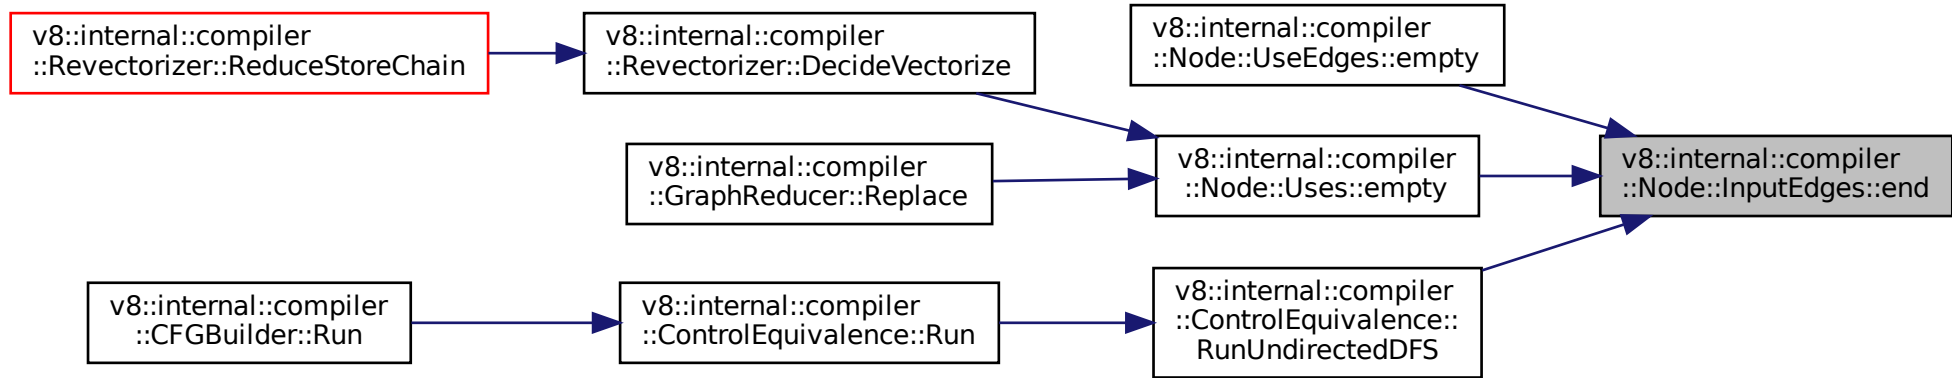 v8::internal::compiler
::Revectorizer::ReduceStoreChain
v8::internal::compiler
::Revectorizer::DecideVectorize
v8::internal::compiler
::Node::UseEdges::empty
v8::internal::compiler
::GraphReducer::Replace
v8::internal::compiler
::Node::Uses::empty
v8::internal::compiler
::Node::InputEdges::end
v8::internal::compiler
::CFGBuilder::Run
v8::internal::compiler
::ControlEquivalence::Run
v8::internal::compiler
::ControlEquivalence::
RunUndirectedDFS